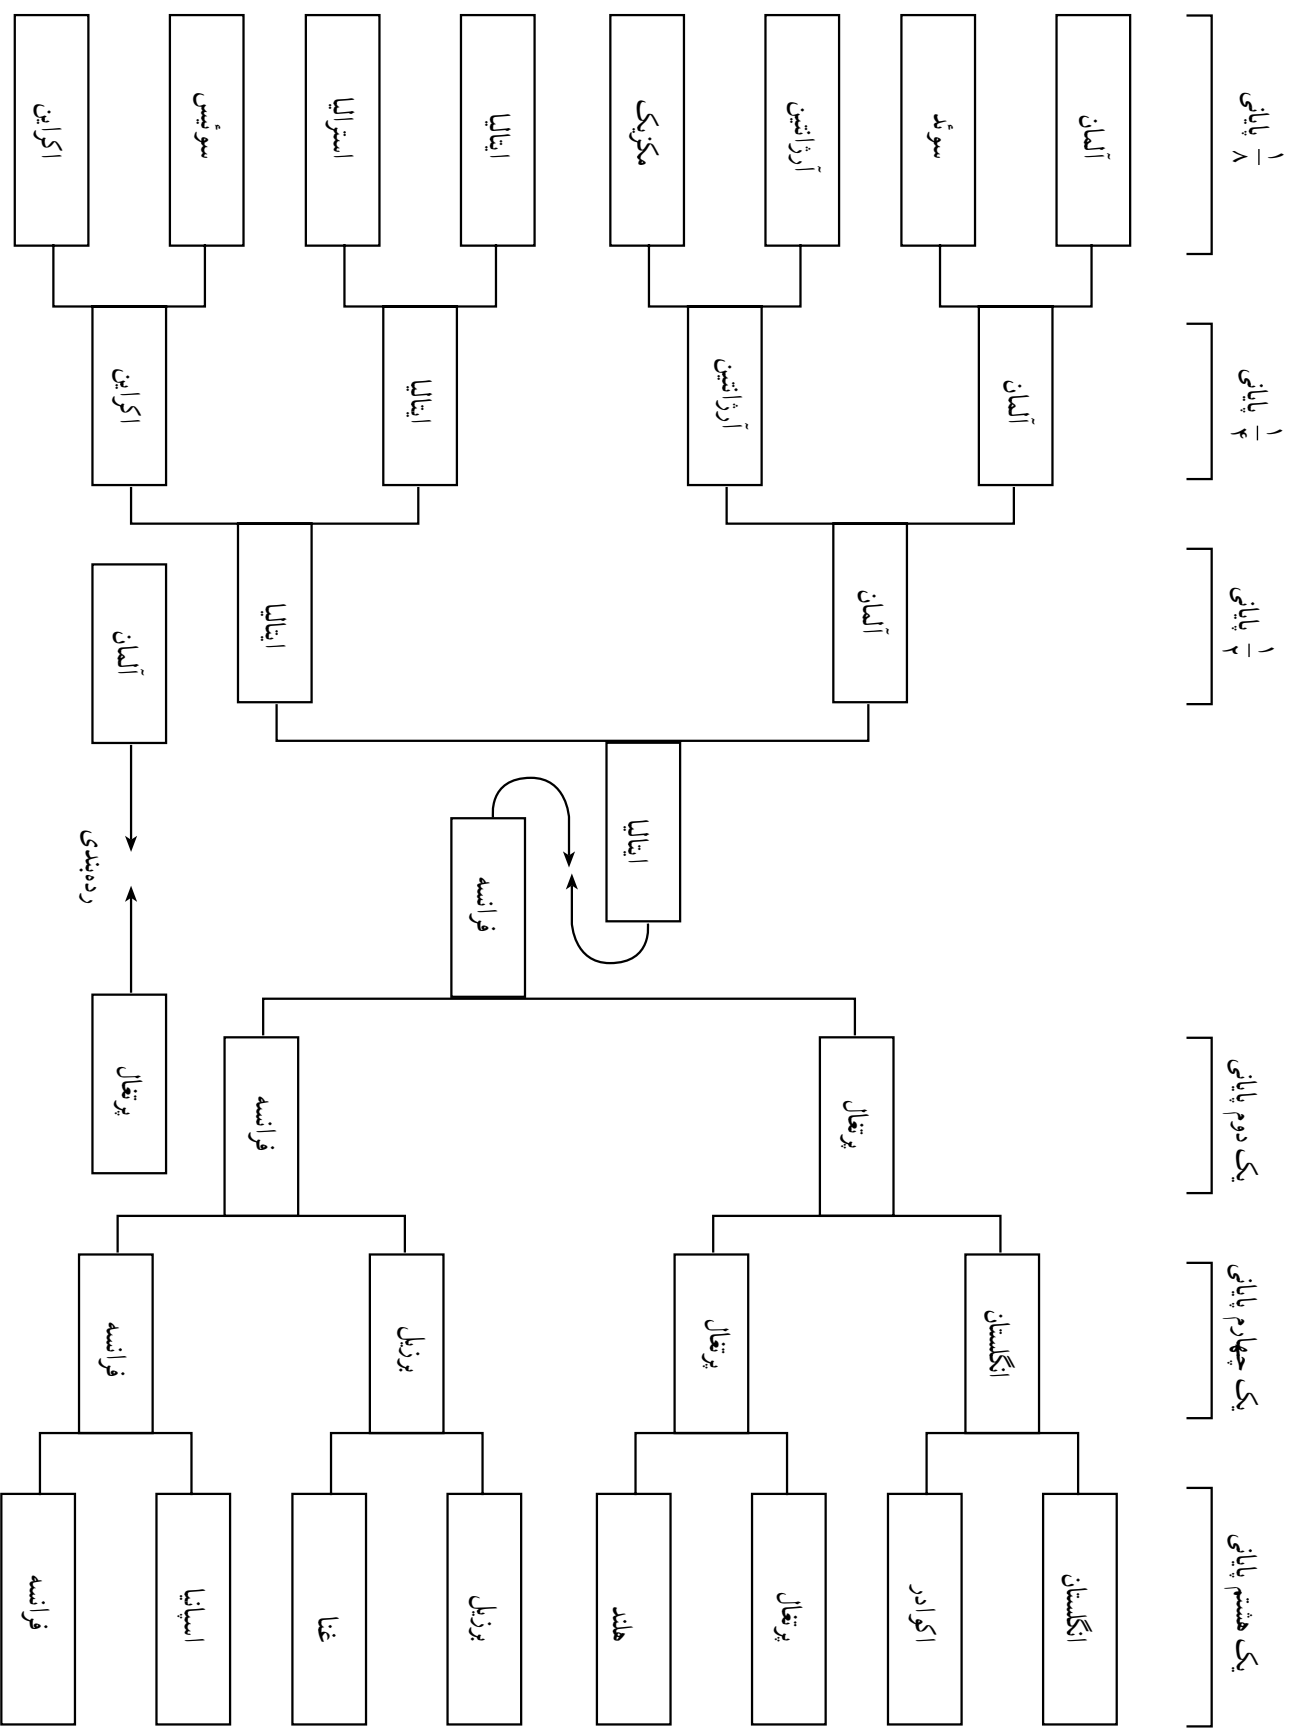 یک هشتم پایانی
یک چهارم پایانی
یک دوم پایانی
۱/۲ پایانی
۱/۴ پایانی
۱/۸ پایانی
انگلستان
اکوادر
پرتغال
هلند
برزیل
غنا
اسپانیا
فرانسه
انگلستان
پرتغال
برزیل
فرانسه
پرتغال
فرانسه
فرانسه
ایتالیا
آلمان
ایتالیا
آلمان
آرژانتین
ایتالیا
اکراین
آلمان
سوئد
آرژانتین
مکزیک
ایتالیا
استرالیا
سوئیس
اکراین
پرتغال
رده‌بندی
آلمان